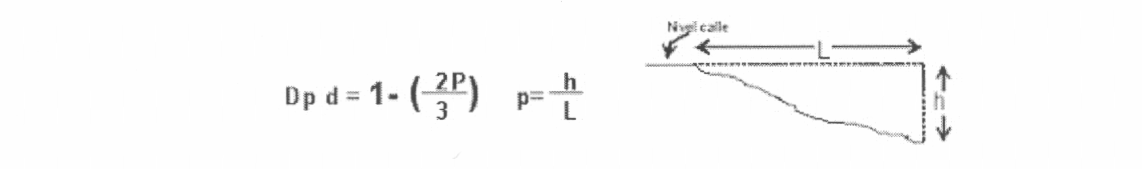 Nivel calle
L
Dp d = 1- ( 2P / 3 ) p= h / L
h